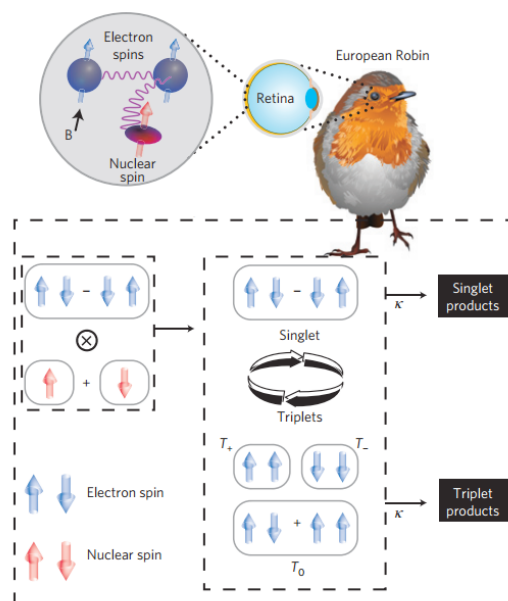 Electron
spins
European Robin
Retina
B
Nuclear
spin
–
κ
Singlet
products
⊗
Singlet
+
Triplets
T+
T–
Electron spin
+
κ
Triplet
products
Nuclear spin
T0